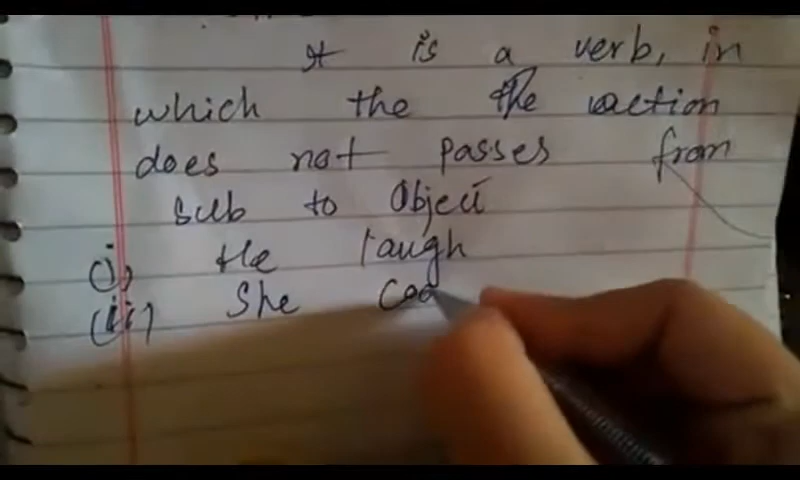 It is a verb, in
which the the action
does not passes from
sub to Object
(i) He laugh
(ii) She Coo